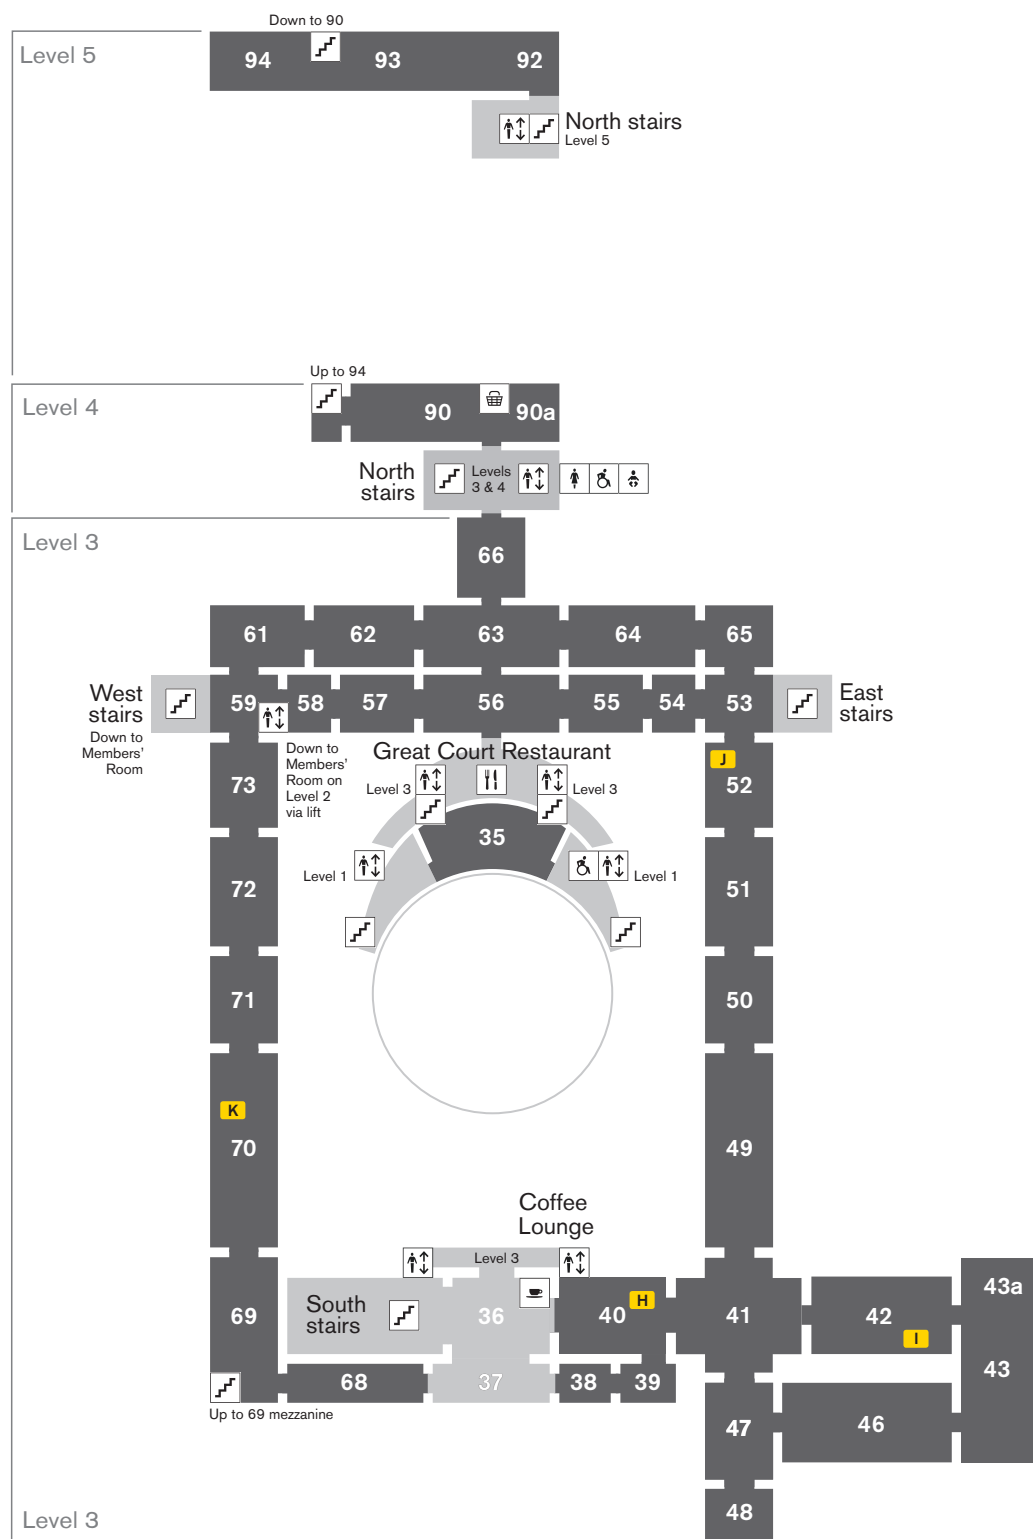 Down to 90
Level 5
94
93
92
North stairs
Level 5
Up to 94
Level 4
90
90a
North
stairs
Levels
3 & 4
Level 3
66
61
62
63
64
65
West
stairs
Down to
Members'
Room
59
58
57
56
55
54
53
East
stairs
Down to
Members'
Room on
Level 2
via lift
Great Court Restaurant
J
73
52
Level 3
Level 3
35
Level 1
Level 1
72
51
71
50
K
70
49
Coffee
Lounge
Level 3
South
stairs
36
40
H
41
42
I
43a
69
68
37
38
39
43
Up to 69 mezzanine
47
46
48
Level 3